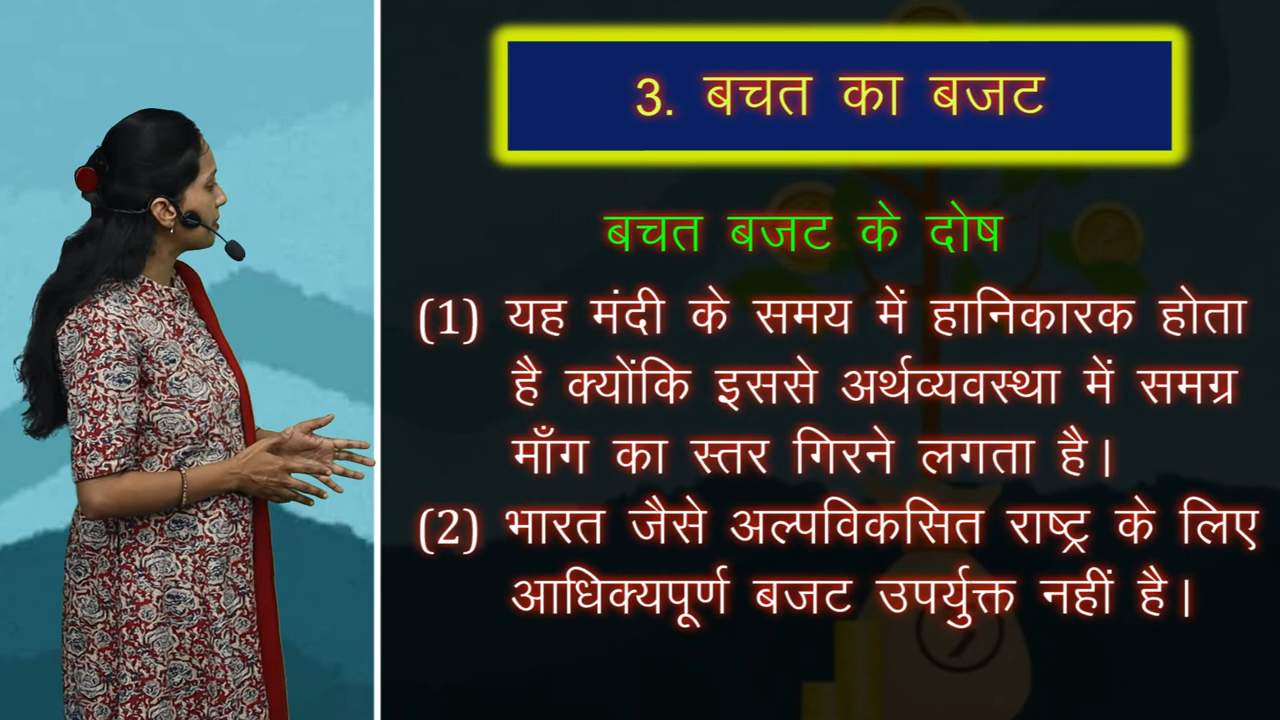 3. बचत का बजट
बचत बजट के दोष
(1) यह मंदी के समय में हानिकारक होता
है क्योंकि इससे अर्थव्यवस्था में समग्र
माँग का स्तर गिरने लगता है।
(2) भारत जैसे अल्पविकसित राष्ट्र के लिए
आधिक्यपूर्ण बजट उपर्युक्त नहीं है।